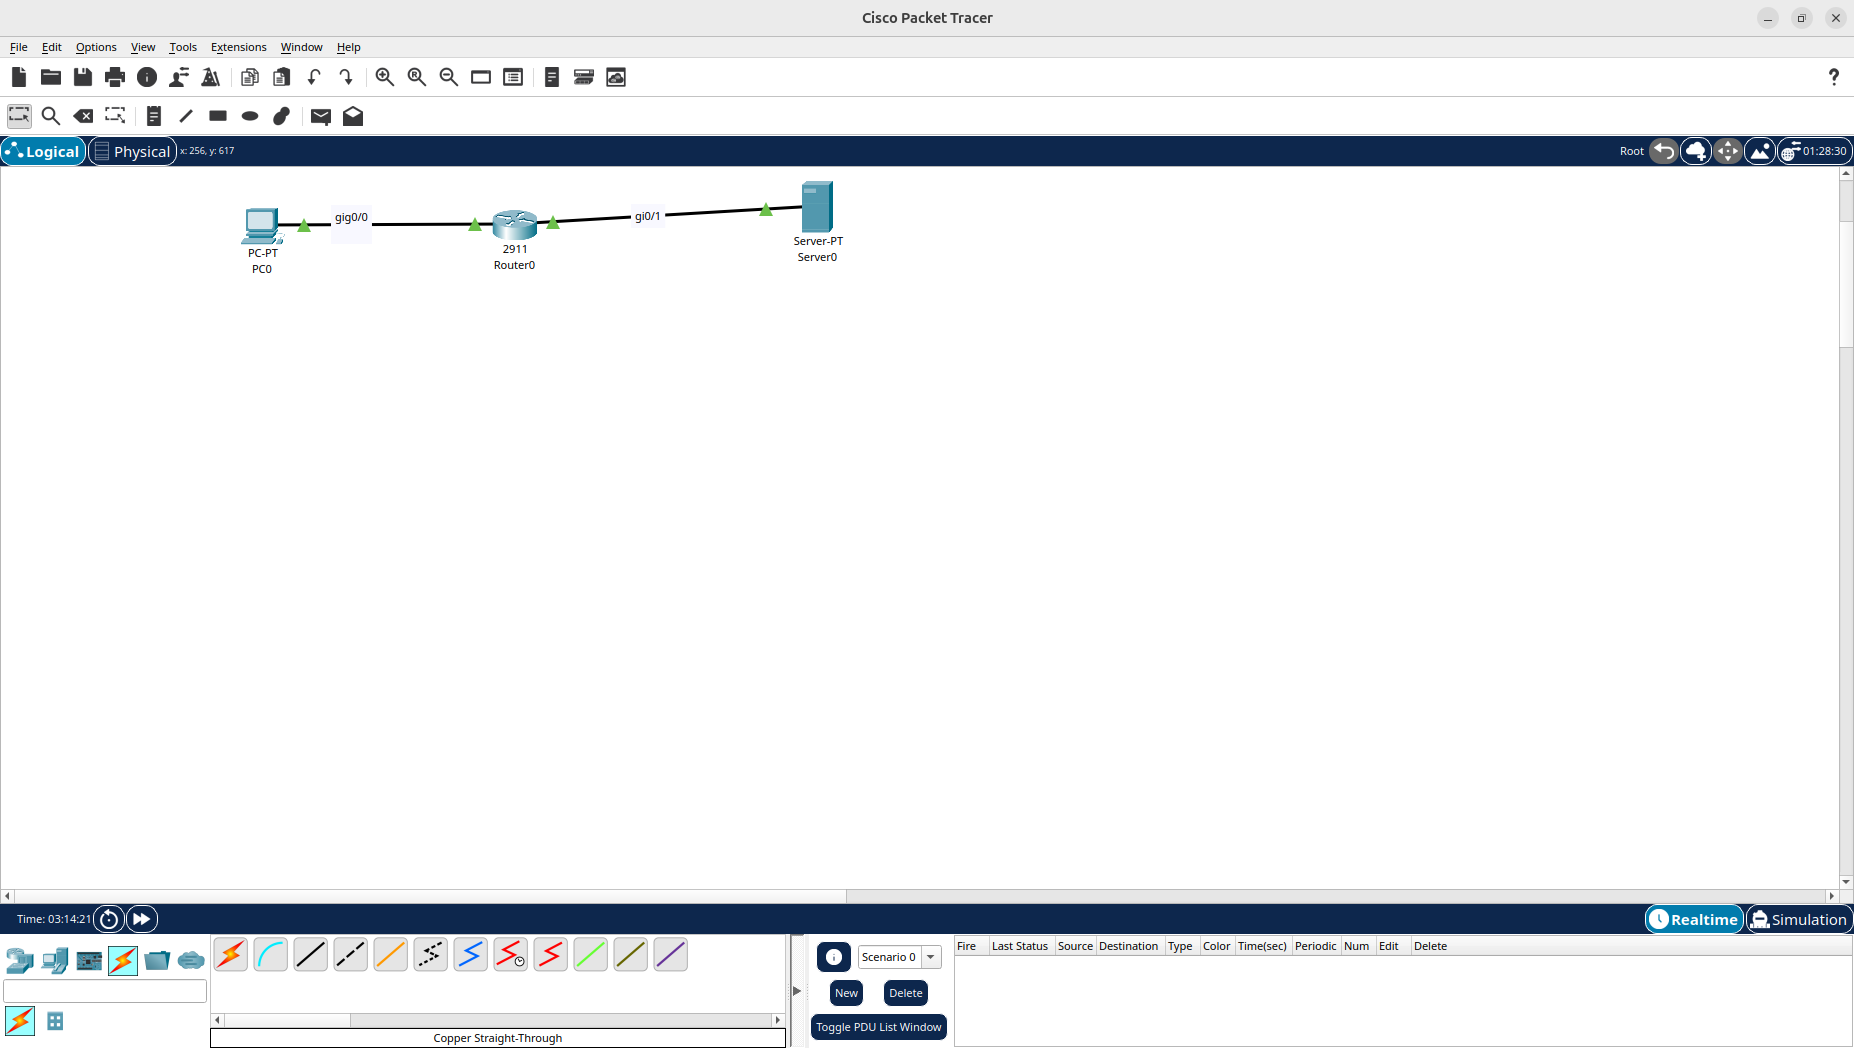 Cisco Packet Tracer
File Edit Options View Tools Extensions Window Help
Logical Physical x: 256, y: 617 Root 01:28:30
gig0/0
gi0/1
PC-PT
PC0
2911
Router0
Server-PT
Server0
Time: 03:14:21 Realtime Simulation
Scenario 0
New Delete
Toggle PDU List Window
Fire Last Status Source Destination Type Color Time(sec) Periodic Num Edit Delete
Copper Straight-Through